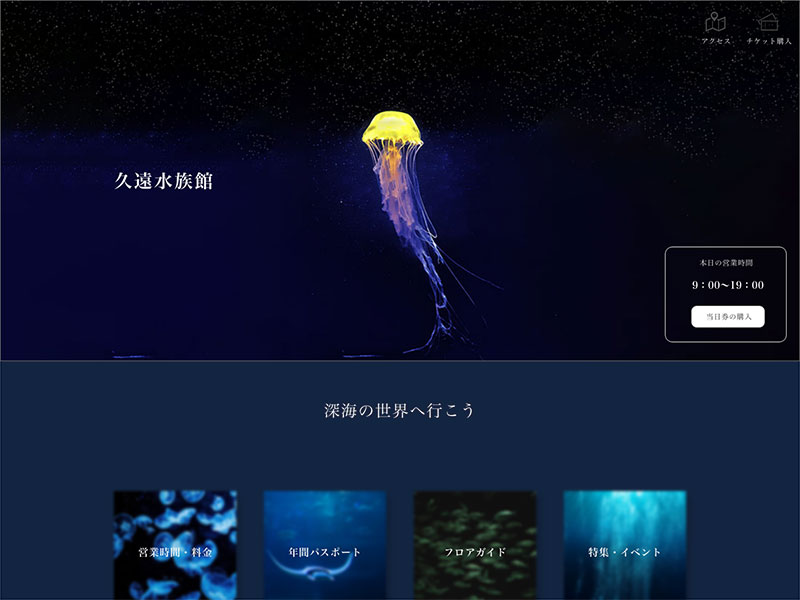 アクセス
チケット購入
久遠水族館
本日の営業時間
9：00〜19：00
当日券の購入
深海の世界へ行こう
営業時間・料金
年間パスポート
フロアガイド
特集・イベント